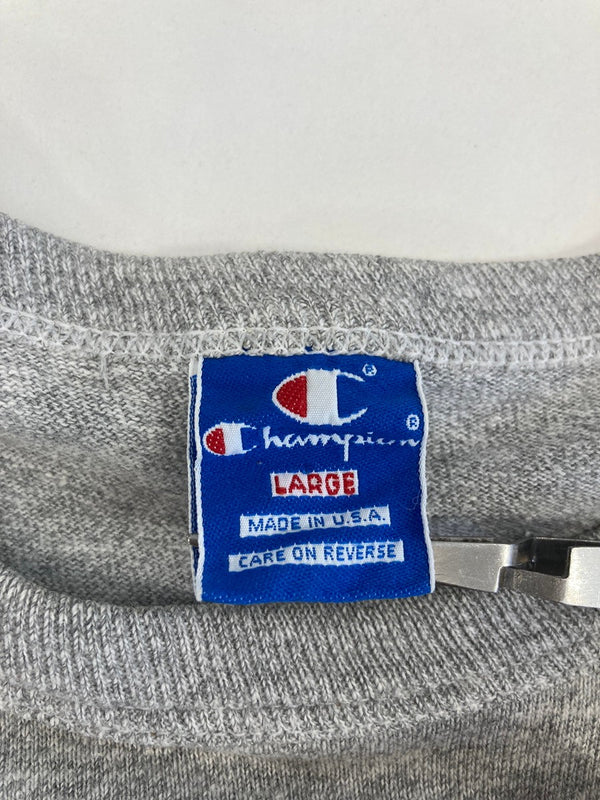 ®
Champion®
LARGE
MADE IN U.S.A.
CARE ON REVERSE